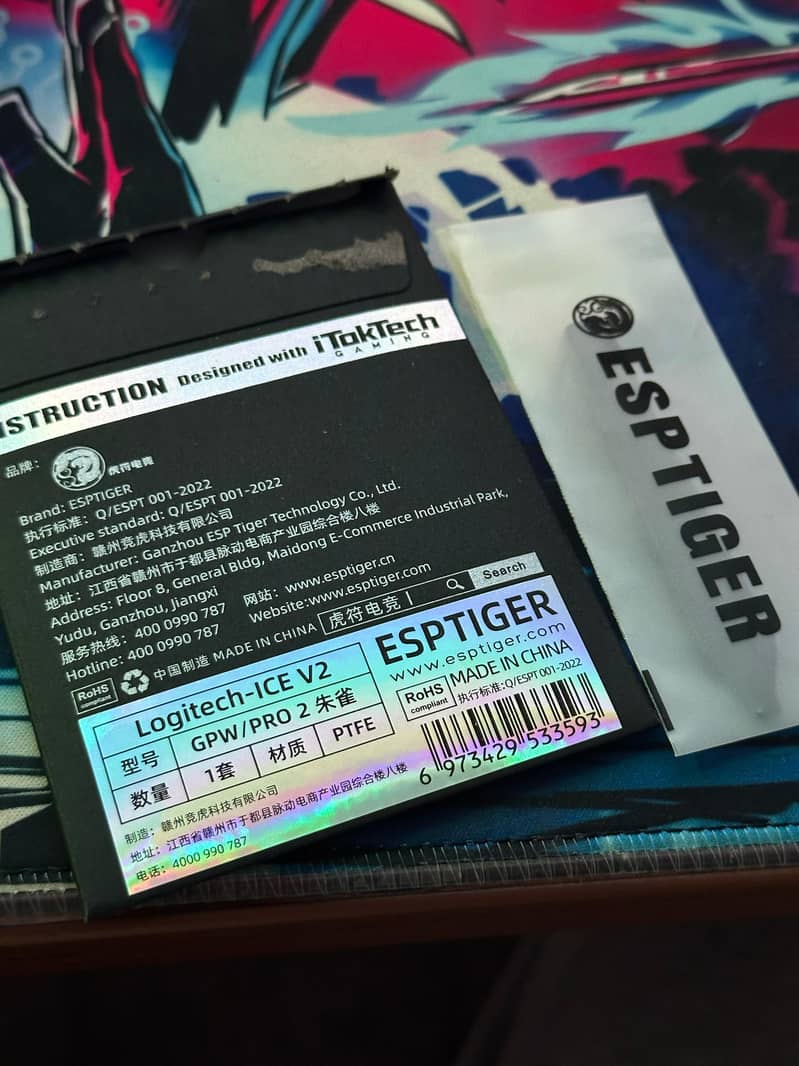 NSTRUCTION Designed with iTokTech
GAMING
品牌: 虎符电竞
Brand: ESPTIGER
执行标准: Q/ESPT 001-2022
Executive standard: Q/ESPT 001-2022
制造商: 赣州竞虎科技有限公司
Manufacturer: Ganzhou ESP Tiger Technology Co., Ltd.
地址: 江西省赣州市于都县脉动电商产业园综合楼八楼
Address: Floor 8, General Bldg, Maidong E-Commerce Industrial Park,
Yudu, Ganzhou, Jiangxi
服务热线: 400 0990 787 网站: www.esptiger.cn
Hotline: 400 0990 787 Website:www.esptiger.com
RoHS
compliant
中国制造 MADE IN CHINA 虎符电竞 Search
Logitech-ICE V2
型号 GPW/PRO 2 朱雀
数量 1套 材质 PTFE
制造: 赣州竞虎科技有限公司
地址: 江西省赣州市于都县脉动电商产业园综合楼八楼
电话: 4000 990 787
ESPTIGER
www.esptiger.com
RoHS
compliant
MADE IN CHINA
执行标准: Q/ESPT 001-2022
6 973429 533593
ESPTIGER